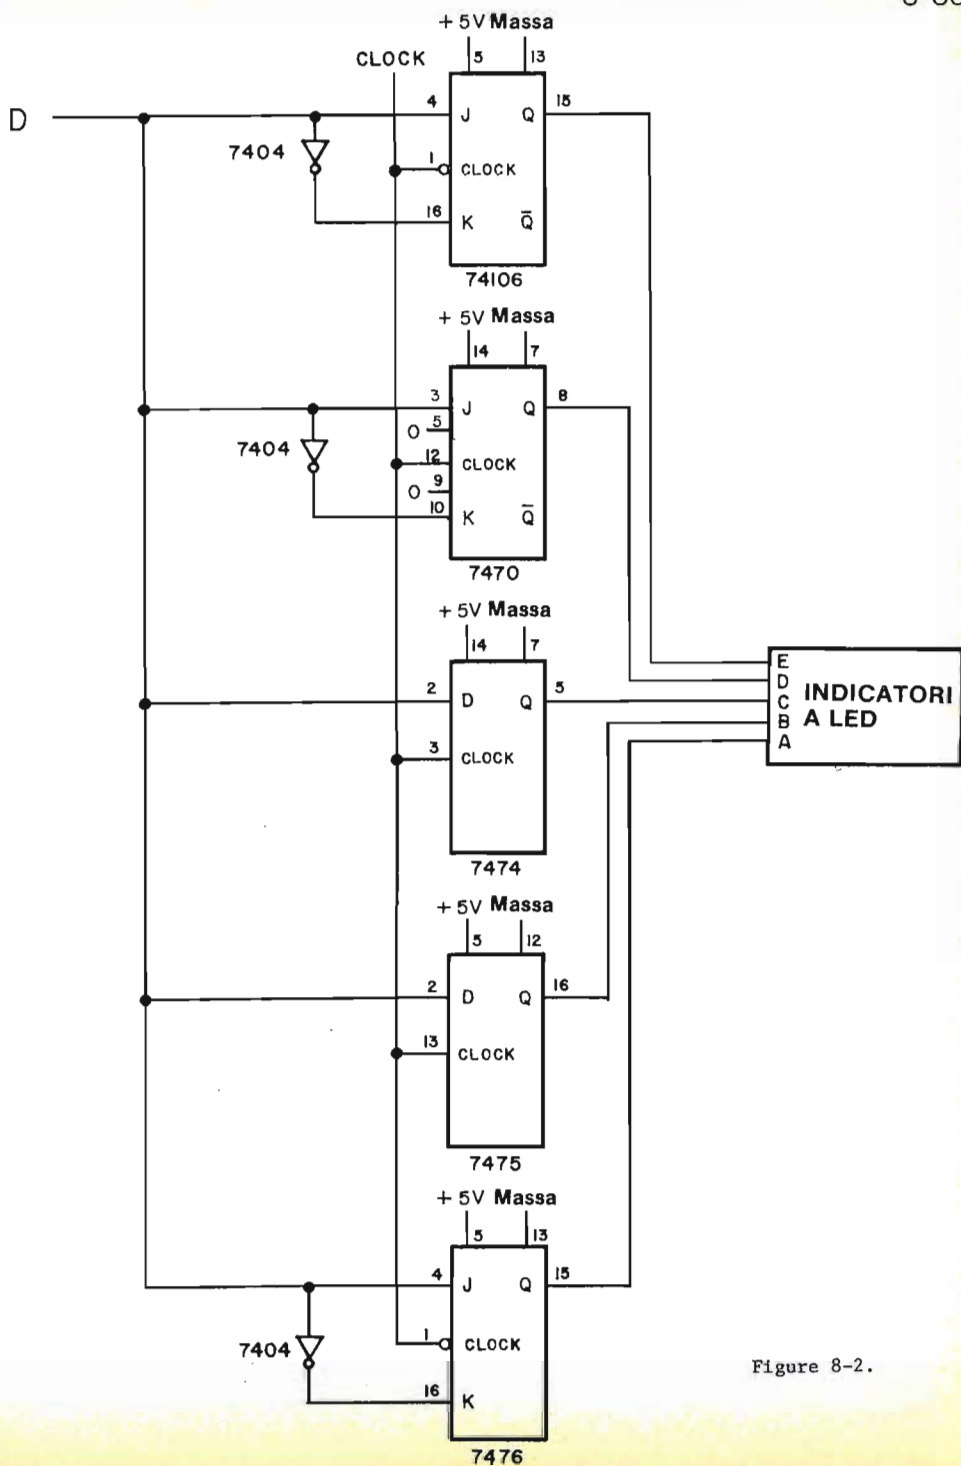 + 5V Massa
CLOCK
5 13
D
4 J Q 15
7404
1 CLOCK
16 K Q̅
74106
+ 5V Massa
14 7
3 J Q 8
0 5
7404
12 CLOCK
0 9
10 K Q̅
7470
+ 5V Massa
14 7
2 D Q 5
3 CLOCK
7474
E
D
C
B
A
INDICATORI
A LED
+ 5V Massa
5 12
2 D Q 16
13 CLOCK
7475
+ 5V Massa
5 13
4 J Q 15
7404
1 CLOCK
16 K
7476
Figure 8-2.